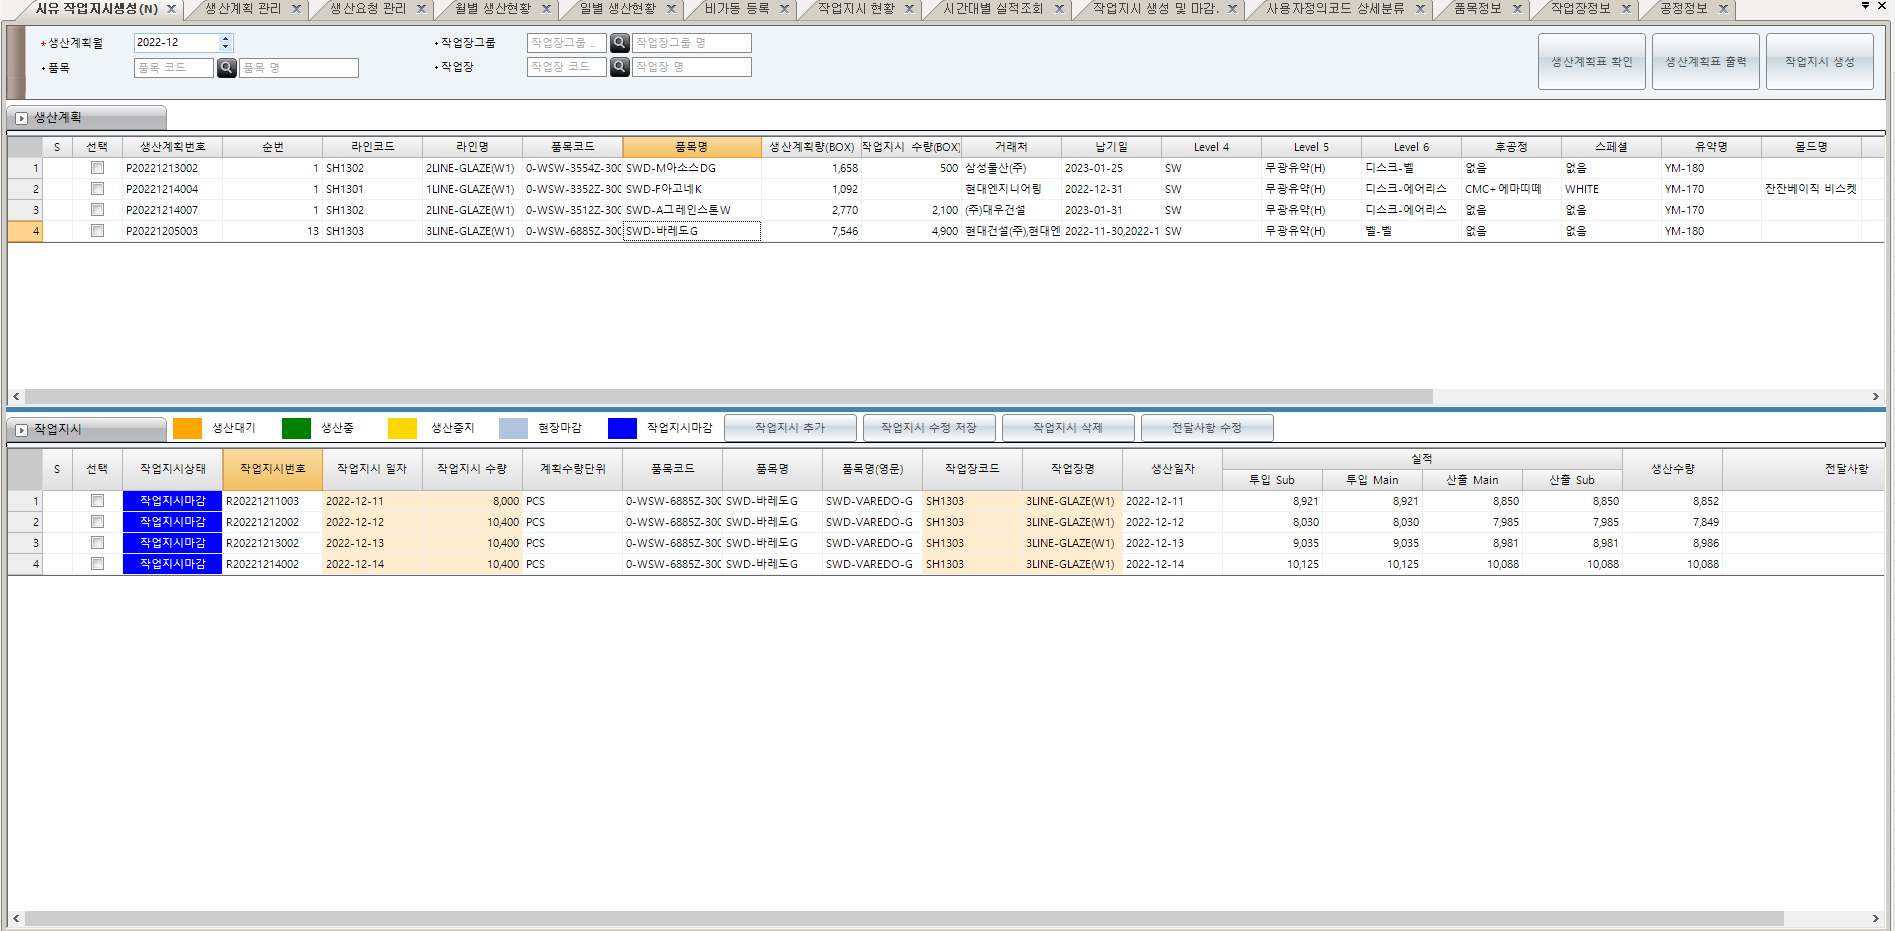 시유 작업지시생성(N) 생산계획 관리 생산요청 관리 월별 생산현황 일별 생산현황 비가동 등록 작업지시 현황 시간대별 실적조회 작업지시 생성 및 마감. 사용자정의코드 상세분류 품목정보 작업장정보 공정정보
*생산계획월 2022-12 작업장그룹 작업장그룹 ... 작업장그룹 명
품목 품목 코드 품목 명 작업장 작업장 코드 작업장 명
생산계획표 확인 생산계획표 출력 작업지시 생성
생산계획
S 선택 생산계획번호 순번 라인코드 라인명 품목코드 품목명 생산계획량(BOX) 작업지시 수량(BOX) 거래처 납기일 Level 4 Level 5 Level 6 후공정 스페셜 유약명 몰드명
1 P20221213002 1 SH1302 2LINE-GLAZE(W1) 0-WSW-3554Z-300 SWD-M아소스DG 1,658 500 삼성물산(주) 2023-01-25 SW 무광유약(H) 디스크-벨 없음 없음 YM-180
2 P20221214004 1 SH1301 1LINE-GLAZE(W1) 0-WSW-3352Z-300 SWD-F아고네K 1,092 현대엔지니어링 2022-12-31 SW 무광유약(H) 디스크-에어리스 CMC+에마띠떼 WHITE YM-170 잔잔베이직 비스켓
3 P20221214007 1 SH1302 2LINE-GLAZE(W1) 0-WSW-3512Z-300 SWD-A그레인스톤W 2,770 2,100 (주)대우건설 2023-01-31 SW 무광유약(H) 디스크-에어리스 없음 없음 YM-170
4 P20221205003 13 SH1303 3LINE-GLAZE(W1) 0-WSW-6885Z-300 SWD-바레도G 7,546 4,900 현대건설(주),현대엔 2022-11-30,2022-1 SW 무광유약(H) 벨-벨 없음 없음 YM-180
작업지시 생산대기 생산중 생산중지 현장마감 작업지시마감 작업지시 추가 작업지시 수정 저장 작업지시 삭제 전달사항 수정
S 선택 작업지시상태 작업지시번호 작업지시 일자 작업지시 수량 계획수량단위 품목코드 품목명 품목명(영문) 작업장코드 작업장명 생산일자 실적 생산수량 전달사항
투입 Sub 투입 Main 산출 Main 산출 Sub
1 작업지시마감 R20221211003 2022-12-11 8,000 PCS 0-WSW-6885Z-300 SWD-바레도G SWD-VAREDO-G SH1303 3LINE-GLAZE(W1) 2022-12-11 8,921 8,921 8,850 8,850 8,852
2 작업지시마감 R20221212002 2022-12-12 10,400 PCS 0-WSW-6885Z-300 SWD-바레도G SWD-VAREDO-G SH1303 3LINE-GLAZE(W1) 2022-12-12 8,030 8,030 7,985 7,985 7,849
3 작업지시마감 R20221213002 2022-12-13 10,400 PCS 0-WSW-6885Z-300 SWD-바레도G SWD-VAREDO-G SH1303 3LINE-GLAZE(W1) 2022-12-13 9,035 9,035 8,981 8,981 8,986
4 작업지시마감 R20221214002 2022-12-14 10,400 PCS 0-WSW-6885Z-300 SWD-바레도G SWD-VAREDO-G SH1303 3LINE-GLAZE(W1) 2022-12-14 10,125 10,125 10,088 10,088 10,088